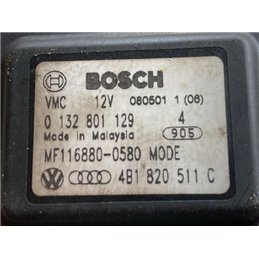 BOSCH
VMC 12V 080501 1 (06)
0 132 801 129 4
Made in Malaysia 905
MF116880-0580 MODE
4B1 820 511 C